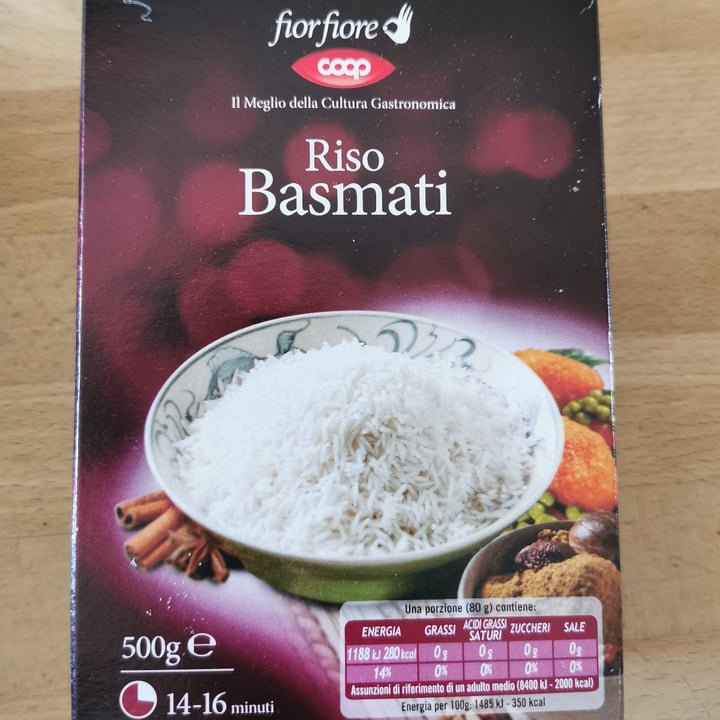 fiorfiore
coop
Il Meglio della Cultura Gastronomica
Riso
Basmati
500g ℮
14-16 minuti
Una porzione (80 g) contiene:
ENERGIA GRASSI ACIDI GRASSI SATURI ZUCCHERI SALE
1188 kJ 280 kcal 0 g 0 g 0 g 0 g
14% 0% 0% 0% 0%
Assunzioni di riferimento di un adulto medio (8400 kJ - 2000 kcal)
Energia per 100g: 1485 kJ - 350 kcal